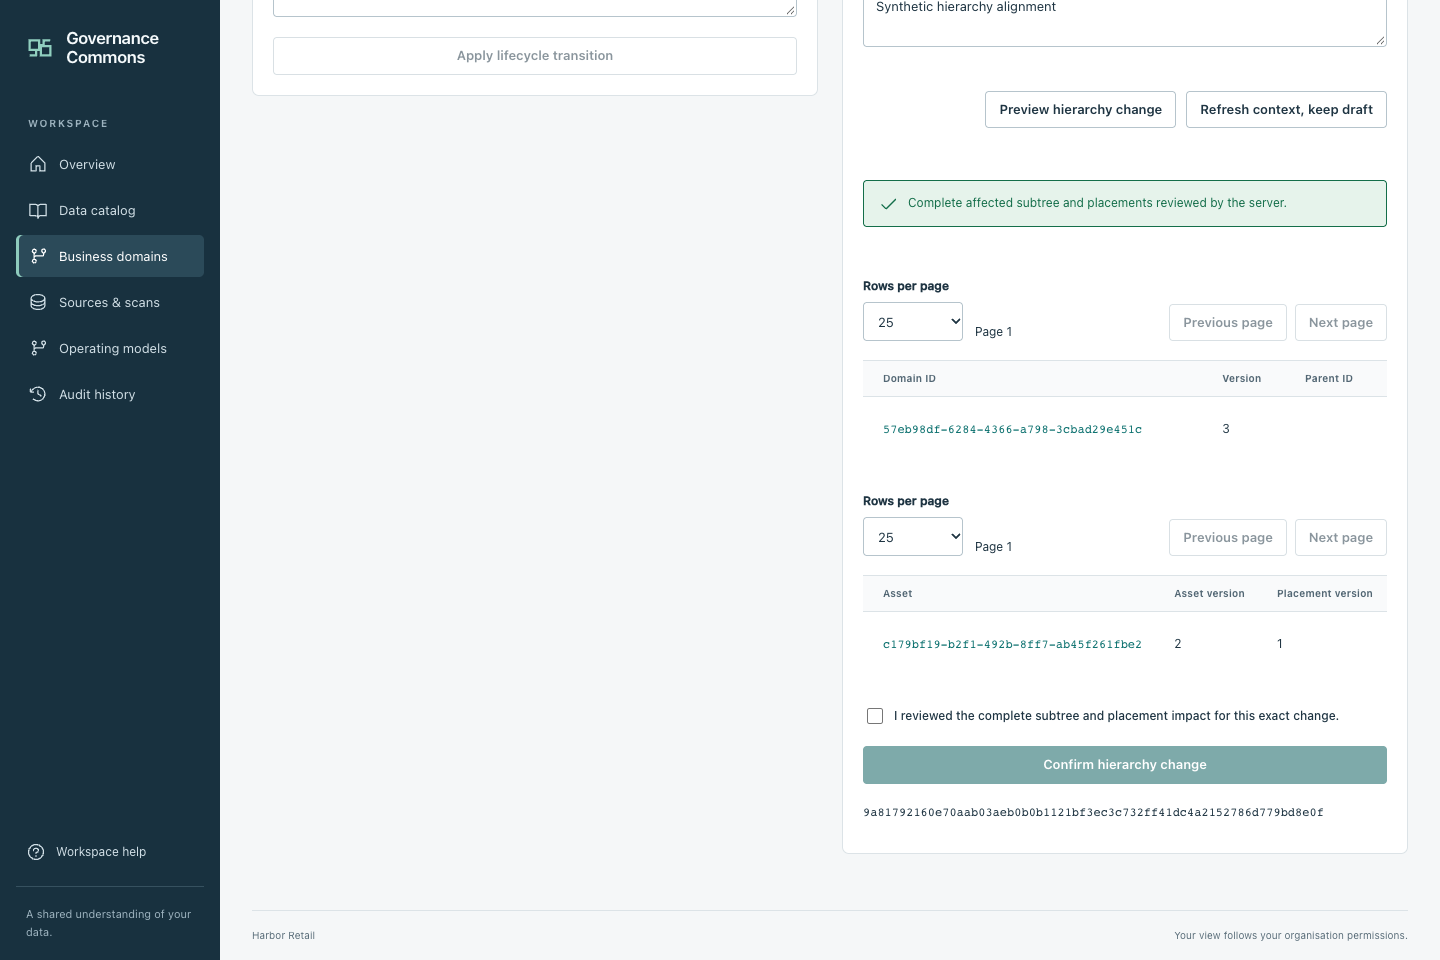 Governance
Commons
WORKSPACE
Overview
Data catalog
Business domains
Sources & scans
Operating models
Audit history
Workspace help
A shared understanding of your
data.
Apply lifecycle transition
Synthetic hierarchy alignment
Preview hierarchy change
Refresh context, keep draft
Complete affected subtree and placements reviewed by the server.
Rows per page
25
Page 1
Previous page
Next page
Domain ID Version Parent ID
57eb98df-6284-4366-a798-3cbad29e451c 3
Rows per page
25
Page 1
Previous page
Next page
Asset Asset version Placement version
c179bf19-b2f1-492b-8ff7-ab45f261fbe2 2 1
I reviewed the complete subtree and placement impact for this exact change.
Confirm hierarchy change
9a81792160e70aab03aeb0b0b1121bf3ec3c732ff41dc4a2152786d779bd8e0f
Harbor Retail
Your view follows your organisation permissions.